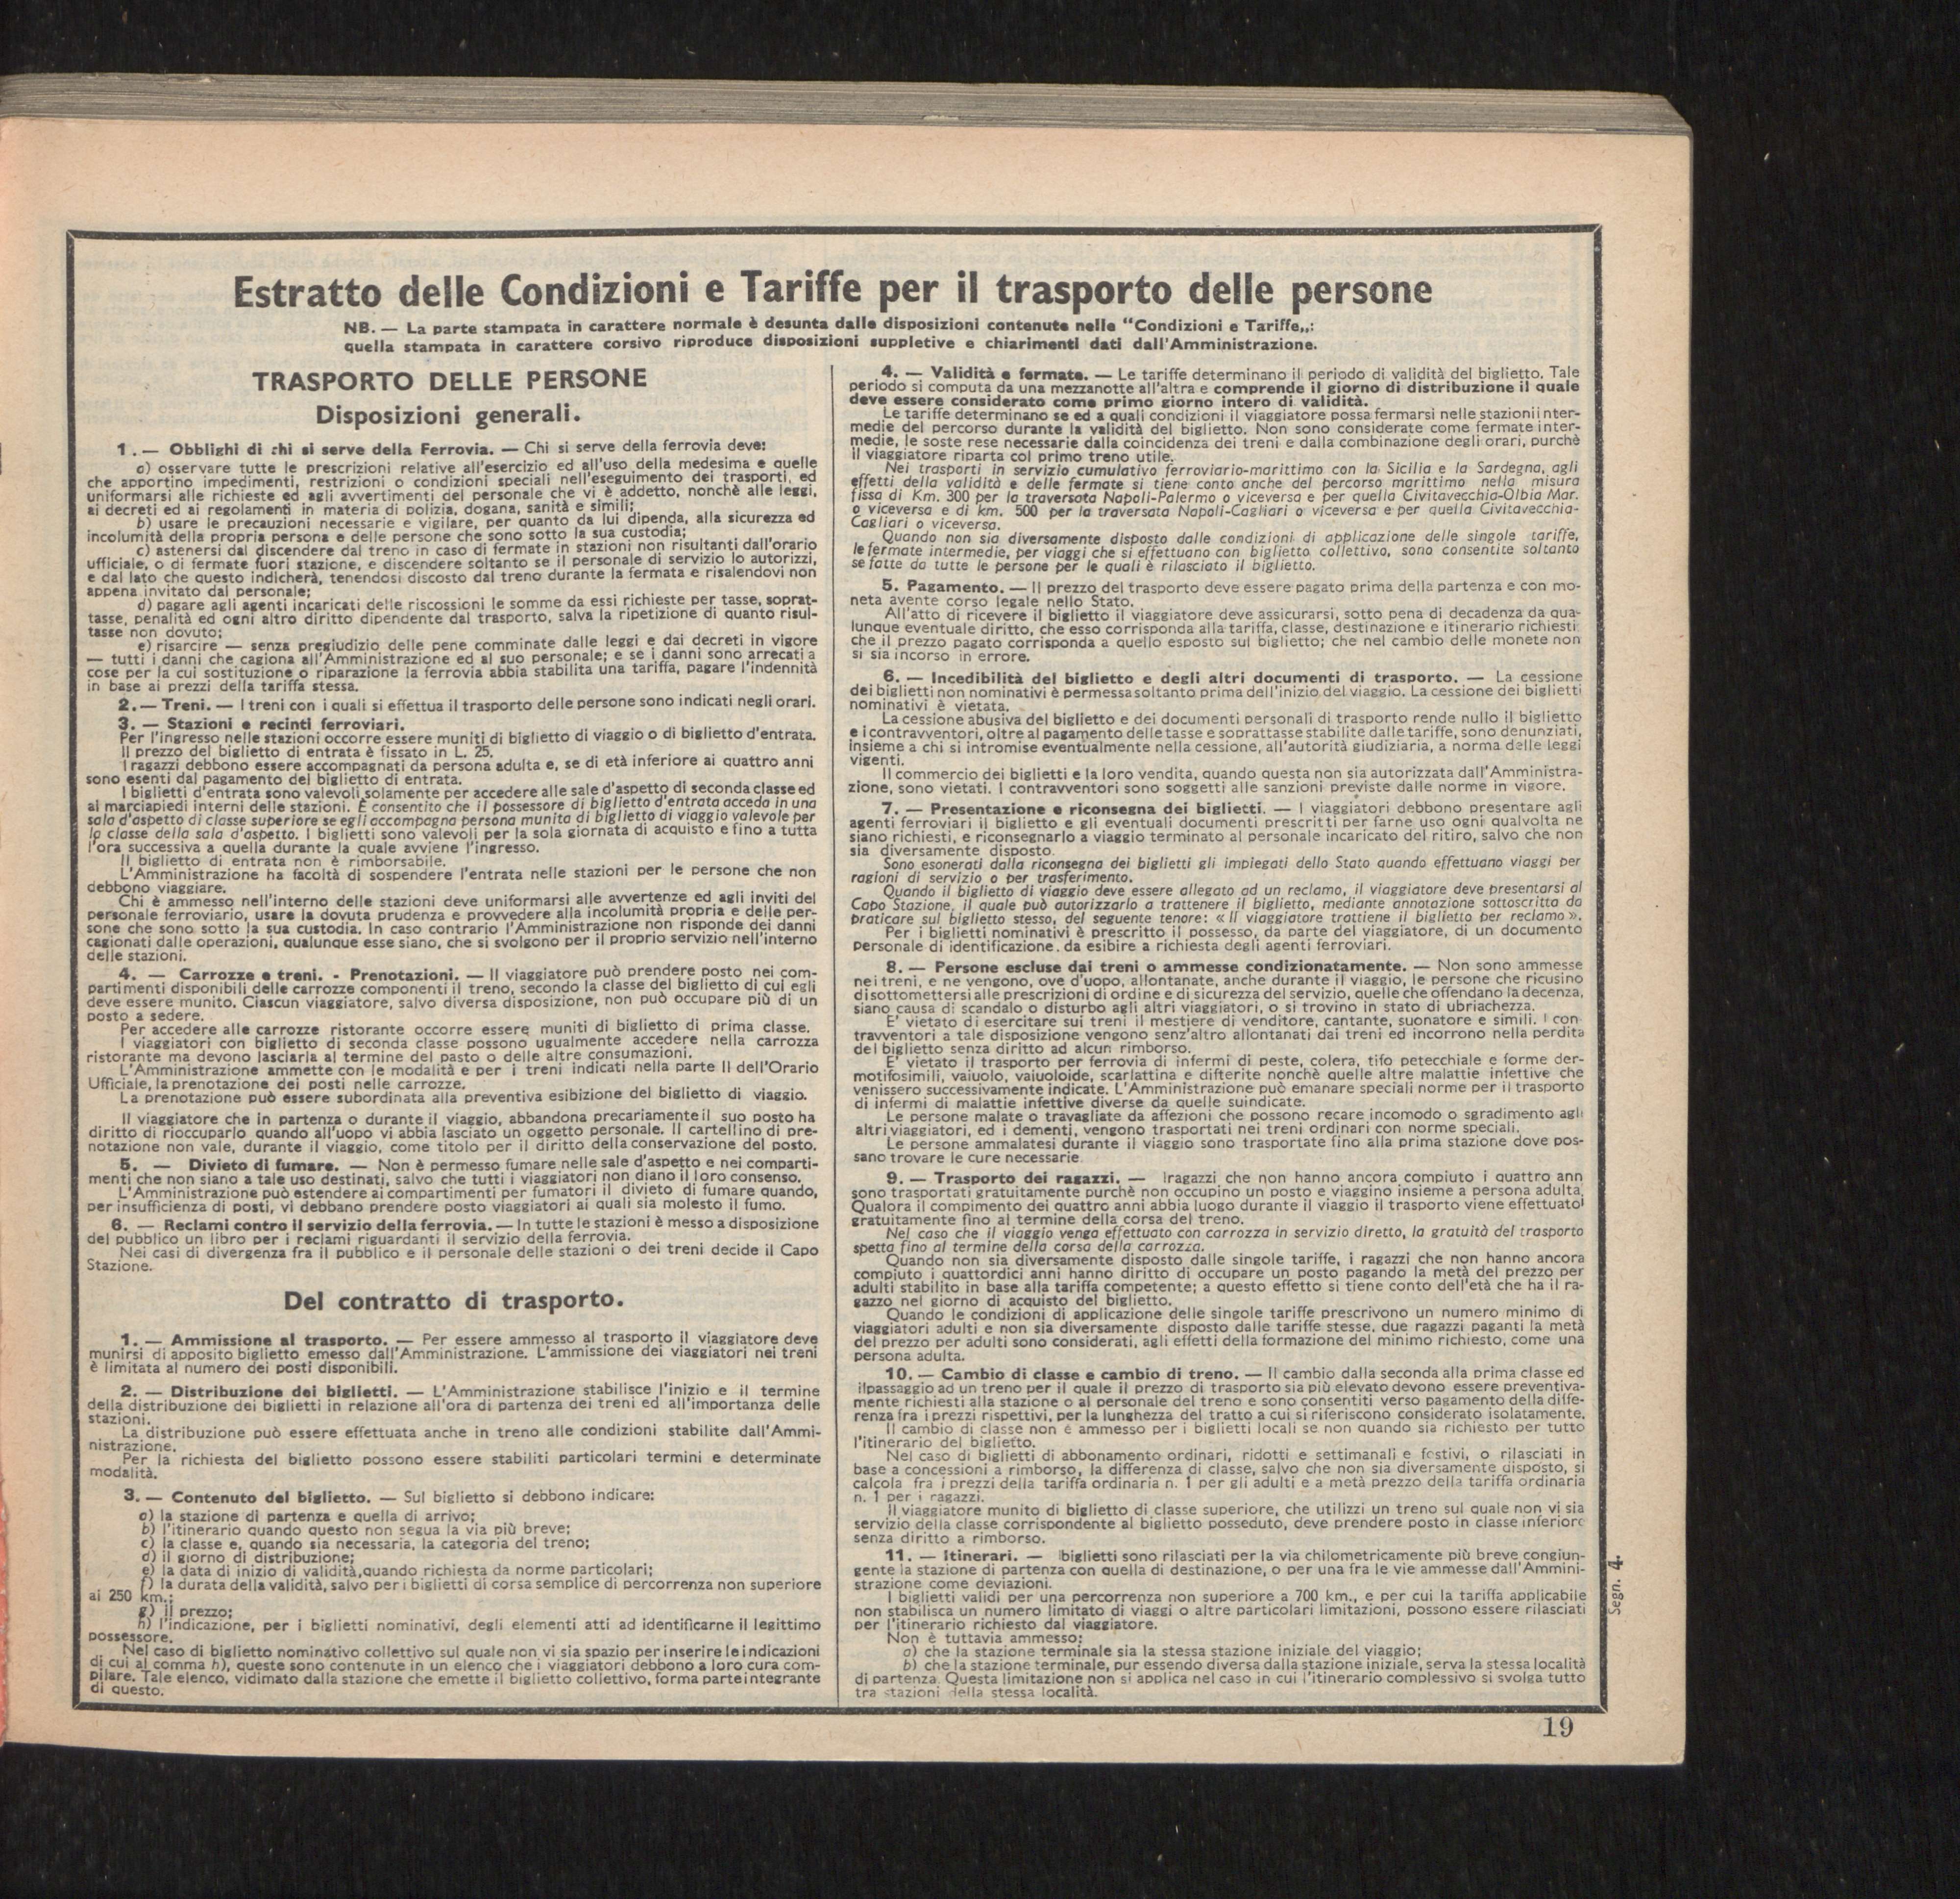 Estratto delle Condizioni e Tariffe per il trasporto delle persone
NB. — La parte stampata in carattere normale è desunta dalle disposizioni contenute nelle “Condizioni e Tariffe„:
quella stampata in carattere corsivo riproduce disposizioni suppletive e chiarimenti dati dall'Amministrazione.
TRASPORTO DELLE PERSONE
Disposizioni generali.
1. — Obblighi di chi si serve della Ferrovia. — Chi si serve della ferrovia deve:
a) osservare tutte le prescrizioni relative all'esercizio ed all'uso della medesima e quelle
che apportino impedimenti, restrizioni o condizioni speciali nell'eseguimento dei trasporti, ed
uniformarsi alle richieste ed agli avvertimenti del personale che vi è addetto, nonchè alle leggi,
ai decreti ed ai regolamenti in materia di polizia, dogana, sanità e simili;
b) usare le precauzioni necessarie e vigilare, per quanto da lui dipenda, alla sicurezza ed
incolumità della propria persona e delle persone che sono sotto la sua custodia;
c) astenersi dal discendere dal treno in caso di fermate in stazioni non risultanti dall'orario
ufficiale, o di fermate fuori stazione, e discendere soltanto se il personale di servizio lo autorizzi,
e dal lato che questo indicherà, tenendosi discosto dal treno durante la fermata e risalendovi non
appena invitato dal personale;
d) pagare agli agenti incaricati delle riscossioni le somme da essi richieste per tasse, soprat-
tasse, penalità ed ogni altro diritto dipendente dal trasporto, salva la ripetizione di quanto risul-
tasse non dovuto;
e) risarcire — senza pregiudizio delle pene comminate dalle leggi e dai decreti in vigore
— tutti i danni che cagiona all'Amministrazione ed al suo personale; e se i danni sono arrecati a
cose per la cui sostituzione o riparazione la ferrovia abbia stabilita una tariffa, pagare l'indennità
in base ai prezzi della tariffa stessa.
2. — Treni. — I treni con i quali si effettua il trasporto delle persone sono indicati negli orari.
3. — Stazioni e recinti ferroviari.
Per l'ingresso nelle stazioni occorre essere muniti di biglietto di viaggio o di biglietto d'entrata.
Il prezzo del biglietto di entrata è fissato in L. 25.
I ragazzi debbono essere accompagnati da persona adulta e, se di età inferiore ai quattro anni
sono esenti dal pagamento del biglietto di entrata.
I biglietti d'entrata sono valevoli solamente per accedere alle sale d'aspetto di seconda classe ed
ai marciapiedi interni delle stazioni. È consentito che il possessore di biglietto d'entrata acceda in una
sala d'aspetto di classe superiore se egli accompagna persona munita di biglietto di viaggio valevole per
la classe della sala d'aspetto. I biglietti sono valevoli per la sola giornata di acquisto e fino a tutta
l'ora successiva a quella durante la quale avviene l'ingresso.
Il biglietto di entrata non è rimborsabile.
L'Amministrazione ha facoltà di sospendere l'entrata nelle stazioni per le persone che non
debbono viaggiare.
Chi è ammesso nell'interno delle stazioni deve uniformarsi alle avvertenze ed agli inviti del
personale ferroviario, usare la dovuta prudenza e provvedere alla incolumità propria e delle per-
sone che sono sotto la sua custodia. In caso contrario l'Amministrazione non risponde dei danni
cagionati dalle operazioni, qualunque esse siano, che si svolgono per il proprio servizio nell'interno
delle stazioni.
4. — Carrozze e treni. - Prenotazioni. — Il viaggiatore può prendere posto nei com-
partimenti disponibili delle carrozze componenti il treno, secondo la classe del biglietto di cui egli
deve essere munito. Ciascun viaggiatore, salvo diversa disposizione, non può occupare più di un
posto a sedere.
Per accedere alle carrozze ristorante occorre essere muniti di biglietto di prima classe.
I viaggiatori con biglietto di seconda classe possono ugualmente accedere nella carrozza
ristorante ma devono lasciarla al termine del pasto o delle altre consumazioni.
L'Amministrazione ammette con le modalità e per i treni indicati nella parte II dell'Orario
Ufficiale, la prenotazione dei posti nelle carrozze.
La prenotazione può essere subordinata alla preventiva esibizione del biglietto di viaggio.
Il viaggiatore che in partenza o durante il viaggio, abbandona precariamente il suo posto ha
diritto di rioccuparlo quando all'uopo vi abbia lasciato un oggetto personale. Il cartellino di pre-
notazione non vale, durante il viaggio, come titolo per il diritto della conservazione del posto.
5. — Divieto di fumare. — Non è permesso fumare nelle sale d'aspetto e nei comparti-
menti che non siano a tale uso destinati, salvo che tutti i viaggiatori non diano il loro consenso.
L'Amministrazione può estendere ai compartimenti per fumatori il divieto di fumare quando,
per insufficienza di posti, vi debbano prendere posto viaggiatori ai quali sia molesto il fumo.
6. — Reclami contro il servizio della ferrovia. — In tutte le stazioni è messo a disposizione
del pubblico un libro per i reclami riguardanti il servizio della ferrovia.
Nei casi di divergenza fra il pubblico e il personale delle stazioni o dei treni decide il Capo
Stazione.
Del contratto di trasporto.
1. — Ammissione al trasporto. — Per essere ammesso al trasporto il viaggiatore deve
munirsi di apposito biglietto emesso dall'Amministrazione. L'ammissione dei viaggiatori nei treni
è limitata al numero dei posti disponibili.
2. — Distribuzione dei biglietti. — L'Amministrazione stabilisce l'inizio e il termine
della distribuzione dei biglietti in relazione all'ora di partenza dei treni ed all'importanza delle
stazioni.
La distribuzione può essere effettuata anche in treno alle condizioni stabilite dall'Ammi-
nistrazione.
Per la richiesta del biglietto possono essere stabiliti particolari termini e determinate
modalità.
3. — Contenuto del biglietto. — Sul biglietto si debbono indicare:
a) la stazione di partenza e quella di arrivo;
b) l'itinerario quando questo non segua la via più breve;
c) la classe e, quando sia necessaria, la categoria del treno;
d) il giorno di distribuzione;
e) la data di inizio di validità, quando richiesta da norme particolari;
f) la durata della validità, salvo per i biglietti di corsa semplice di percorrenza non superiore
ai 250 km.;
g) il prezzo;
h) l'indicazione, per i biglietti nominativi, degli elementi atti ad identificarne il legittimo
possessore.
Nel caso di biglietto nominativo collettivo sul quale non vi sia spazio per inserire le indicazioni
di cui al comma h), queste sono contenute in un elenco che i viaggiatori debbono a loro cura com-
pilare. Tale elenco, vidimato dalla stazione che emette il biglietto collettivo, forma parte integrante
di questo.
4. — Validità e fermate. — Le tariffe determinano il periodo di validità del biglietto. Tale
periodo si computa da una mezzanotte all'altra e comprende il giorno di distribuzione il quale
deve essere considerato come primo giorno intero di validità.
Le tariffe determinano se ed a quali condizioni il viaggiatore possa fermarsi nelle stazioni inter-
medie del percorso durante la validità del biglietto. Non sono considerate come fermate inter-
medie, le soste rese necessarie dalla coincidenza dei treni e dalla combinazione degli orari, purchè
il viaggiatore riparta col primo treno utile.
Nei trasporti in servizio cumulativo ferroviario-marittimo con la Sicilia e la Sardegna, agli
effetti della validità e delle fermate si tiene conto anche del percorso marittimo nella misura
fissa di Km. 300 per la traversata Napoli-Palermo o viceversa e per quella Civitavecchia-Olbia Mar.
o viceversa e di km. 500 per la traversata Napoli-Cagliari o viceversa e per quella Civitavecchia-
Cagliari o viceversa.
Quando non sia diversamente disposto dalle condizioni di applicazione delle singole tariffe,
le fermate intermedie, per viaggi che si effettuano con biglietto collettivo, sono consentite soltanto
se fatte da tutte le persone per le quali è rilasciato il biglietto.
5. Pagamento. — Il prezzo del trasporto deve essere pagato prima della partenza e con mo-
neta avente corso legale nello Stato.
All'atto di ricevere il biglietto il viaggiatore deve assicurarsi, sotto pena di decadenza da qua-
lunque eventuale diritto, che esso corrisponda alla tariffa, classe, destinazione e itinerario richiesti
che il prezzo pagato corrisponda a quello esposto sul biglietto; che nel cambio delle monete non
si sia incorso in errore.
6. — Incedibilità del biglietto e degli altri documenti di trasporto. — La cessione
dei biglietti non nominativi è permessa soltanto prima dell'inizio del viaggio. La cessione dei biglietti
nominativi è vietata.
La cessione abusiva del biglietto e dei documenti personali di trasporto rende nullo il biglietto
e i contravventori, oltre al pagamento delle tasse e soprattasse stabilite dalle tariffe, sono denunziati,
insieme a chi si intromise eventualmente nella cessione, all'autorità giudiziaria, a norma delle leggi
vigenti.
Il commercio dei biglietti e la loro vendita, quando questa non sia autorizzata dall'Amministra-
zione, sono vietati. I contravventori sono soggetti alle sanzioni previste dalle norme in vigore.
7. — Presentazione e riconsegna dei biglietti. — I viaggiatori debbono presentare agli
agenti ferroviari il biglietto e gli eventuali documenti prescritti per farne uso ogni qualvolta ne
siano richiesti, e riconsegnarlo a viaggio terminato al personale incaricato del ritiro, salvo che non
sia diversamente disposto.
Sono esonerati dalla riconsegna dei biglietti gli impiegati dello Stato quando effettuano viaggi per
ragioni di servizio o per trasferimento.
Quando il biglietto di viaggio deve essere allegato ad un reclamo, il viaggiatore deve presentarsi al
Capo Stazione, il quale può autorizzarlo a trattenere il biglietto, mediante annotazione sottoscritta da
praticare sul biglietto stesso, del seguente tenore: « Il viaggiatore trattiene il biglietto per reclamo ».
Per i biglietti nominativi è prescritto il possesso, da parte del viaggiatore, di un documento
personale di identificazione, da esibire a richiesta degli agenti ferroviari.
8. — Persone escluse dai treni o ammesse condizionatamente. — Non sono ammesse
nei treni, e ne vengono, ove d'uopo, allontanate, anche durante il viaggio, le persone che ricusino
di sottomettersi alle prescrizioni di ordine e di sicurezza del servizio, quelle che offendano la decenza,
siano causa di scandalo o disturbo agli altri viaggiatori, o si trovino in stato di ubriachezza.
E' vietato di esercitare sui treni il mestiere di venditore, cantante, suonatore e simili. I con-
travventori a tale disposizione vengono senz'altro allontanati dai treni ed incorrono nella perdita
del biglietto senza diritto ad alcun rimborso.
E' vietato il trasporto per ferrovia di infermi di peste, colera, tifo petecchiale e forme der-
motifosimili, vaiuolo, vaiuoloide, scarlattina e difterite nonchè quelle altre malattie infettive che
venissero successivamente indicate. L'Amministrazione può emanare speciali norme per il trasporto
di infermi di malattie infettive diverse da quelle suindicate.
Le persone malate o travagliate da affezioni che possono recare incomodo o sgradimento agli
altri viaggiatori, ed i dementi, vengono trasportati nei treni ordinari con norme speciali.
Le persone ammalatesi durante il viaggio sono trasportate fino alla prima stazione dove pos-
sano trovare le cure necessarie.
9. — Trasporto dei ragazzi. — I ragazzi che non hanno ancora compiuto i quattro ann
sono trasportati gratuitamente purchè non occupino un posto e viaggino insieme a persona adulta.
Qualora il compimento dei quattro anni abbia luogo durante il viaggio il trasporto viene effettuato
gratuitamente fino al termine della corsa del treno.
Nel caso che il viaggio venga effettuato con carrozza in servizio diretto, la gratuità del trasporto
spetta fino al termine della corsa della carrozza.
Quando non sia diversamente disposto dalle singole tariffe, i ragazzi che non hanno ancora
compiuto i quattordici anni hanno diritto di occupare un posto pagando la metà del prezzo per
adulti stabilito in base alla tariffa competente; a questo effetto si tiene conto dell'età che ha il ra-
gazzo nel giorno di acquisto del biglietto.
Quando le condizioni di applicazione delle singole tariffe prescrivono un numero minimo di
viaggiatori adulti e non sia diversamente disposto dalle tariffe stesse, due ragazzi paganti la metà
del prezzo per adulti sono considerati, agli effetti della formazione del minimo richiesto, come una
persona adulta.
10. — Cambio di classe e cambio di treno. — Il cambio dalla seconda alla prima classe ed
il passaggio ad un treno per il quale il prezzo di trasporto sia più elevato devono essere preventiva-
mente richiesti alla stazione o al personale del treno e sono consentiti verso pagamento della diffe-
renza fra i prezzi rispettivi, per la lunghezza del tratto a cui si riferiscono considerato isolatamente.
Il cambio di classe non è ammesso per i biglietti locali se non quando sia richiesto per tutto
l'itinerario del biglietto.
Nel caso di biglietti di abbonamento ordinari, ridotti e settimanali e festivi, o rilasciati in
base a concessioni a rimborso, la differenza di classe, salvo che non sia diversamente disposto, si
calcola fra i prezzi della tariffa ordinaria n. 1 per gli adulti e a metà prezzo della tariffa ordinaria
n. 1 per i ragazzi.
Il viaggiatore munito di biglietto di classe superiore, che utilizzi un treno sul quale non vi sia
servizio della classe corrispondente al biglietto posseduto, deve prendere posto in classe inferiore
senza diritto a rimborso.
11. — Itinerari. — I biglietti sono rilasciati per la via chilometricamente più breve congiun-
gente la stazione di partenza con quella di destinazione, o per una fra le vie ammesse dall'Ammini-
strazione come deviazioni.
I biglietti validi per una percorrenza non superiore a 700 km., e per cui la tariffa applicabile
non stabilisca un numero limitato di viaggi o altre particolari limitazioni, possono essere rilasciati
per l'itinerario richiesto dal viaggiatore.
Non è tuttavia ammesso:
a) che la stazione terminale sia la stessa stazione iniziale del viaggio;
b) che la stazione terminale, pur essendo diversa dalla stazione iniziale, serva la stessa località
di partenza. Questa limitazione non si applica nel caso in cui l'itinerario complessivo si svolga tutto
tra stazioni della stessa località.
Segn. 4.
19